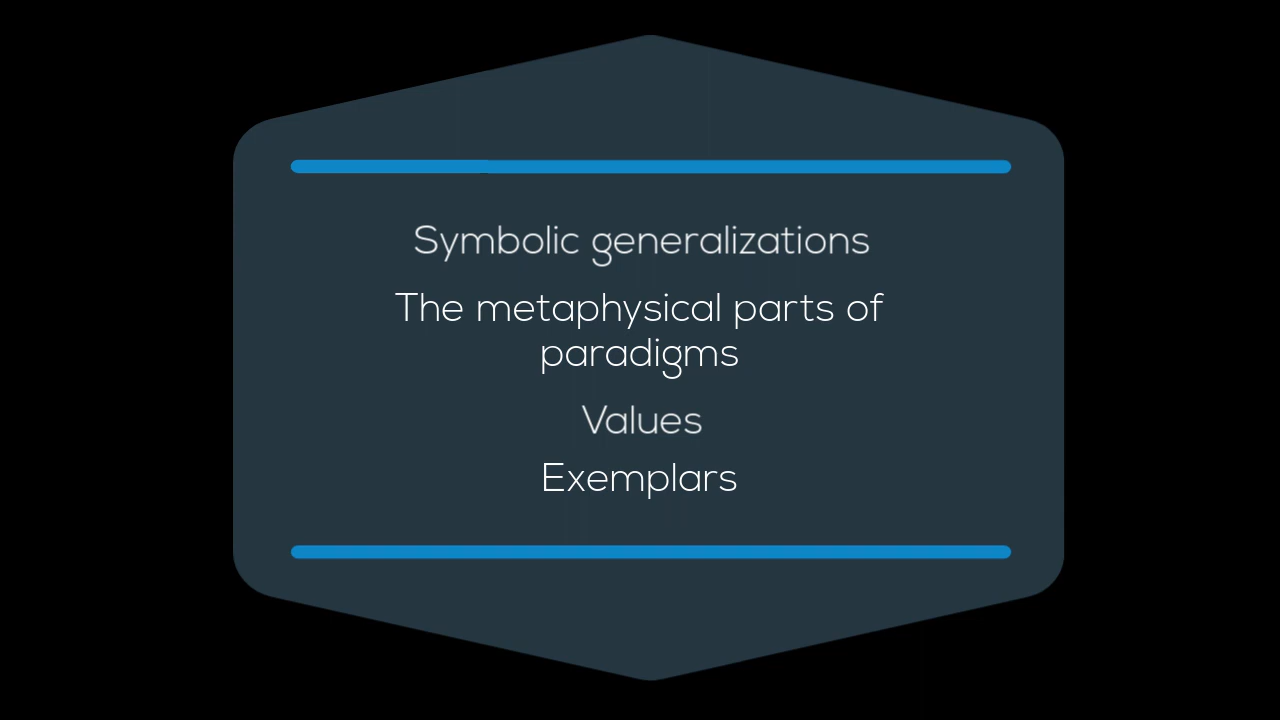 Symbolic generalizations
The metaphysical parts of
paradigms
Values
Exemplars